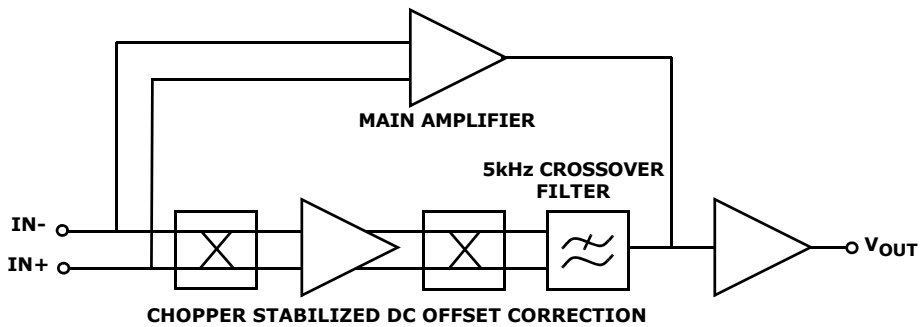 MAIN AMPLIFIER
5kHz CROSSOVER
FILTER
IN-
IN+
VOUT
CHOPPER STABILIZED DC OFFSET CORRECTION